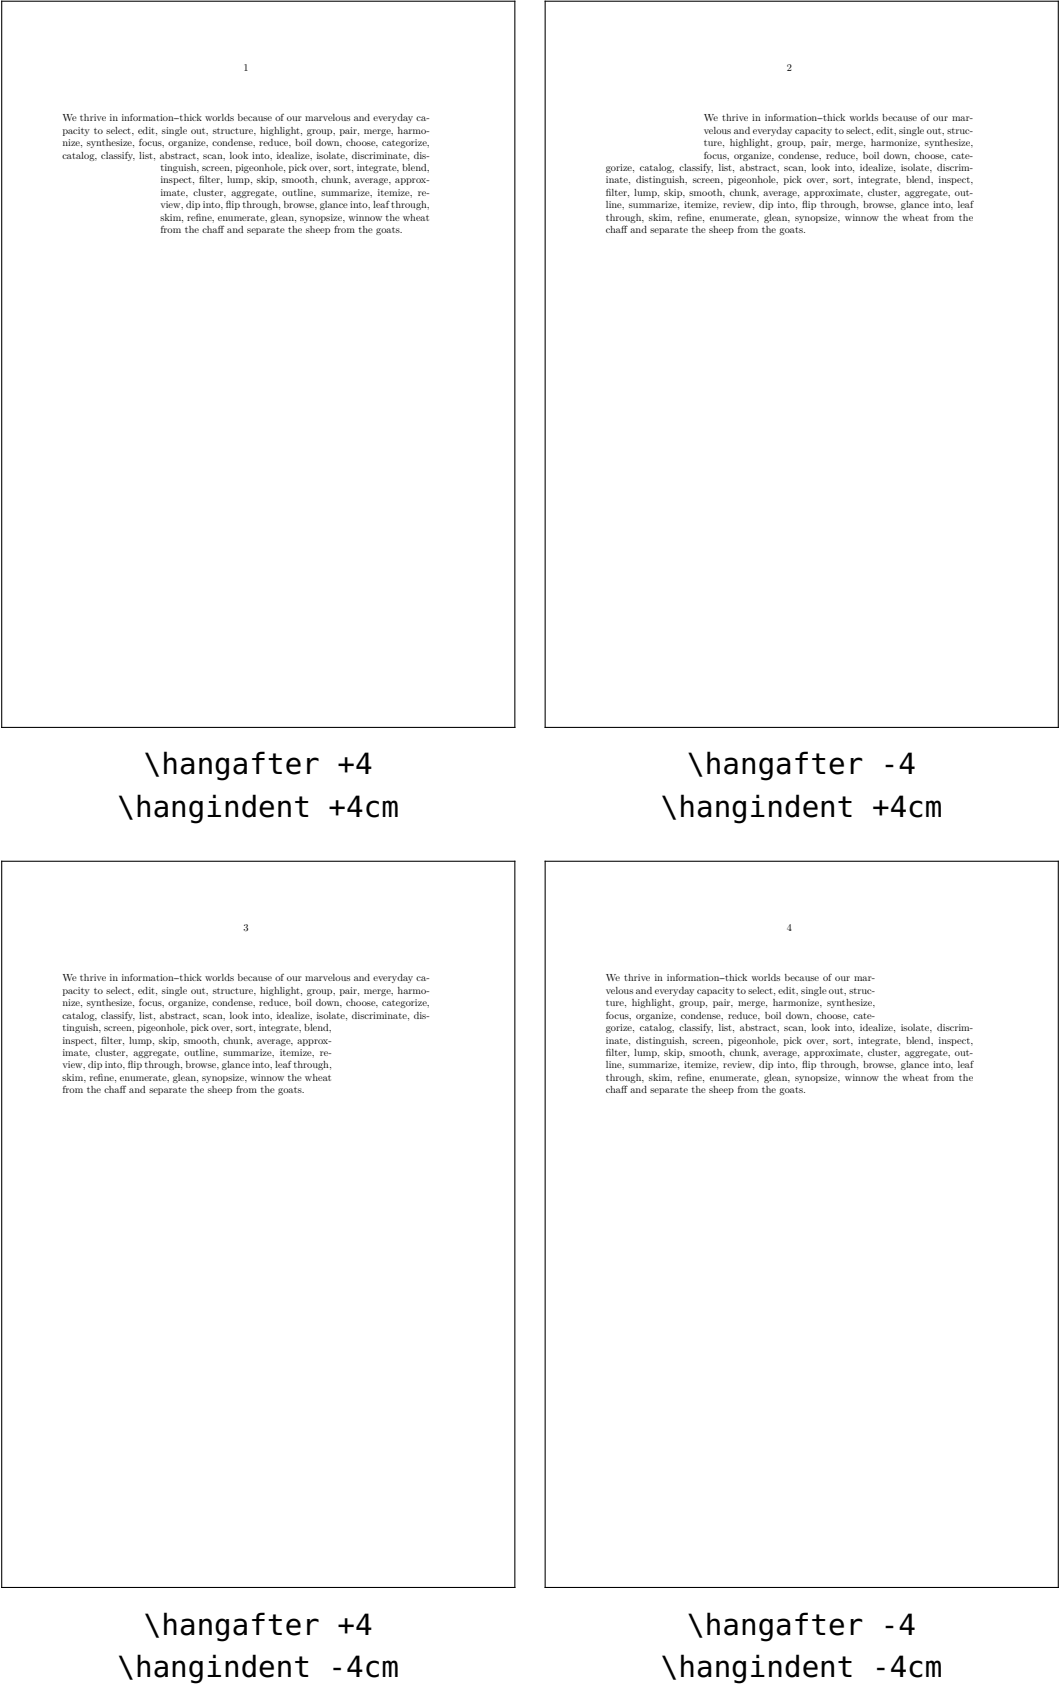 1
We thrive in information–thick worlds because of our marvelous and everyday ca-
pacity to select, edit, single out, structure, highlight, group, pair, merge, harmo-
nize, synthesize, focus, organize, condense, reduce, boil down, choose, categorize,
catalog, classify, list, abstract, scan, look into, idealize, isolate, discriminate, dis-
tinguish, screen, pigeonhole, pick over, sort, integrate, blend,
inspect, filter, lump, skip, smooth, chunk, average, approx-
imate, cluster, aggregate, outline, summarize, itemize, re-
view, dip into, flip through, browse, glance into, leaf through,
skim, refine, enumerate, glean, synopsize, winnow the wheat
from the chaff and separate the sheep from the goats.
\hangafter +4
\hangindent +4cm
2
We thrive in information–thick worlds because of our mar-
velous and everyday capacity to select, edit, single out, struc-
ture, highlight, group, pair, merge, harmonize, synthesize,
focus, organize, condense, reduce, boil down, choose, cate-
gorize, catalog, classify, list, abstract, scan, look into, idealize, isolate, discrim-
inate, distinguish, screen, pigeonhole, pick over, sort, integrate, blend, inspect,
filter, lump, skip, smooth, chunk, average, approximate, cluster, aggregate, out-
line, summarize, itemize, review, dip into, flip through, browse, glance into, leaf
through, skim, refine, enumerate, glean, synopsize, winnow the wheat from the
chaff and separate the sheep from the goats.
\hangafter -4
\hangindent +4cm
3
We thrive in information–thick worlds because of our marvelous and everyday ca-
pacity to select, edit, single out, structure, highlight, group, pair, merge, harmo-
nize, synthesize, focus, organize, condense, reduce, boil down, choose, categorize,
catalog, classify, list, abstract, scan, look into, idealize, isolate, discriminate, dis-
tinguish, screen, pigeonhole, pick over, sort, integrate, blend,
inspect, filter, lump, skip, smooth, chunk, average, approx-
imate, cluster, aggregate, outline, summarize, itemize, re-
view, dip into, flip through, browse, glance into, leaf through,
skim, refine, enumerate, glean, synopsize, winnow the wheat
from the chaff and separate the sheep from the goats.
\hangafter +4
\hangindent -4cm
4
We thrive in information–thick worlds because of our mar-
velous and everyday capacity to select, edit, single out, struc-
ture, highlight, group, pair, merge, harmonize, synthesize,
focus, organize, condense, reduce, boil down, choose, cate-
gorize, catalog, classify, list, abstract, scan, look into, idealize, isolate, discrim-
inate, distinguish, screen, pigeonhole, pick over, sort, integrate, blend, inspect,
filter, lump, skip, smooth, chunk, average, approximate, cluster, aggregate, out-
line, summarize, itemize, review, dip into, flip through, browse, glance into, leaf
through, skim, refine, enumerate, glean, synopsize, winnow the wheat from the
chaff and separate the sheep from the goats.
\hangafter -4
\hangindent -4cm